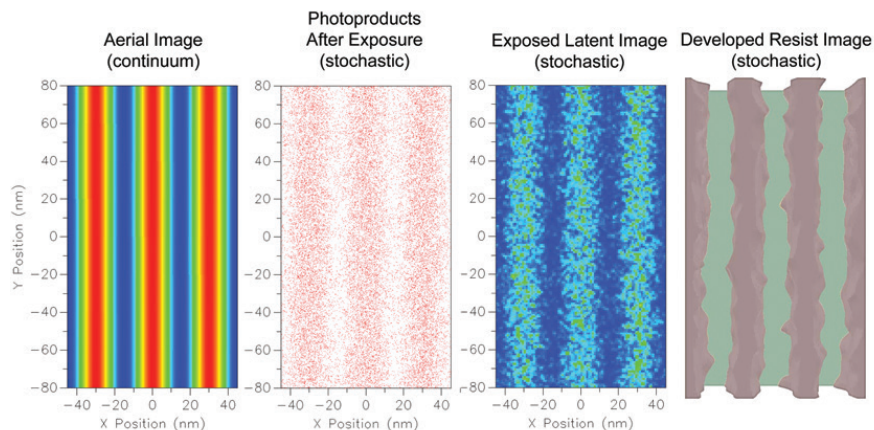 Aerial Image
(continuum)
Photoproducts
After Exposure
(stochastic)
Exposed Latent Image
(stochastic)
Developed Resist Image
(stochastic)
Y Position (nm)
80
60
40
20
0
−20
−40
−60
−80
−40 −20 0 20 40
X Position (nm)
80
60
40
20
0
−20
−40
−60
−80
−40 −20 0 20 40
X Position (nm)
80
60
40
20
0
−20
−40
−60
−80
−40 −20 0 20 40
X Position (nm)